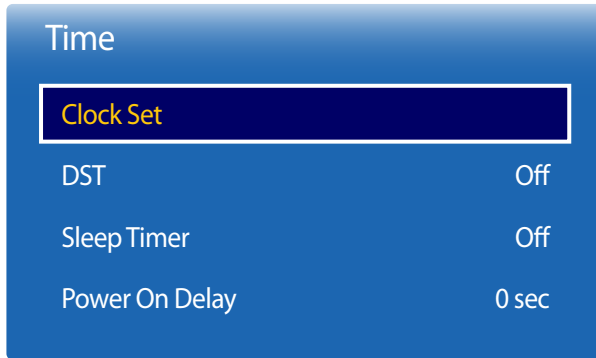 Time
Clock Set
DST Off
Sleep Timer Off
Power On Delay 0 sec